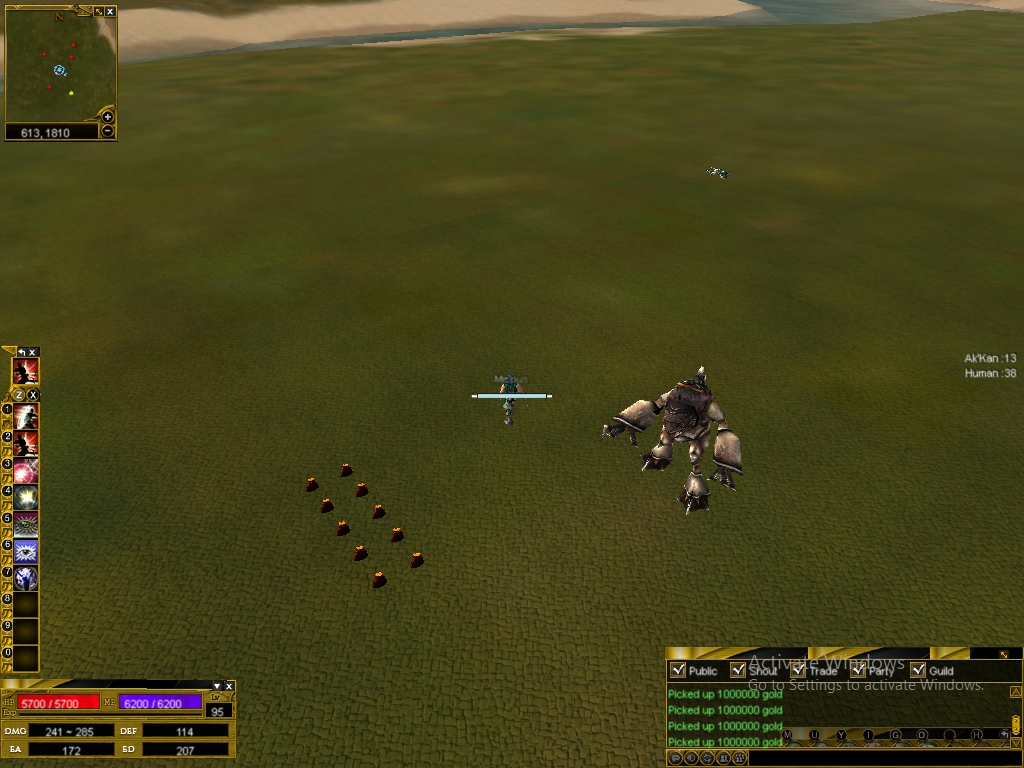 N
613, 1810
Ak'Kan :13
Human :38
Z X
1
2
3
4
5
6
7
8
9
0
HP 5700 / 5700 MP 6200 / 6200 Lv
Exp 95
DMG 241 ~ 285 DEF 114
EA 172 ED 207
Activate Windows
Go to Settings to activate Windows.
Public Shout Trade Party Guild
Picked up 1000000 gold
Picked up 1000000 gold
Picked up 1000000 gold
Picked up 1000000 gold
M U Y I G O H